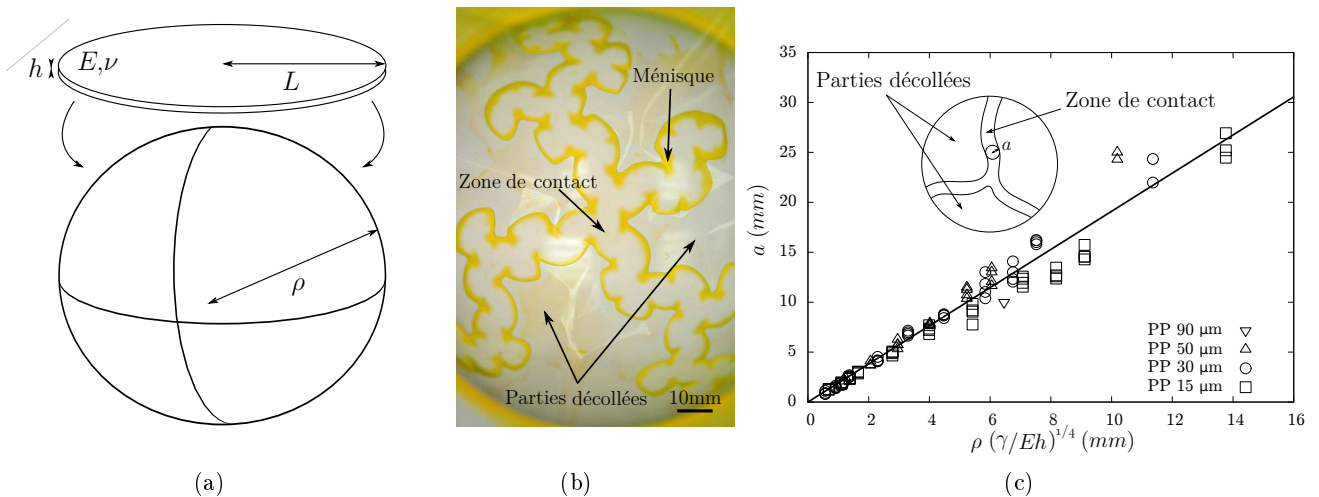 h
E,ν
L
ρ
(a)
Ménisque
Zone de contact
Parties décollées
10mm
(b)
35
30
25
20
15
10
5
0
a (mm)
Parties décollées
Zone de contact
a
PP 90 µm
PP 50 µm
PP 30 µm
PP 15 µm
0 2 4 6 8 10 12 14 16
ρ (γ/Eh)^1/4 (mm)
(c)